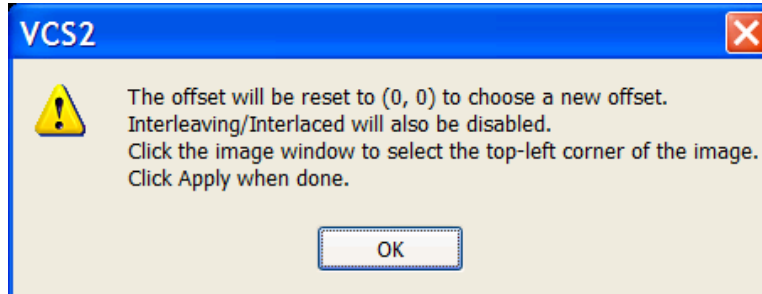 VCS2
The offset will be reset to (0, 0) to choose a new offset.
Interleaving/Interlaced will also be disabled.
Click the image window to select the top-left corner of the image.
Click Apply when done.
OK